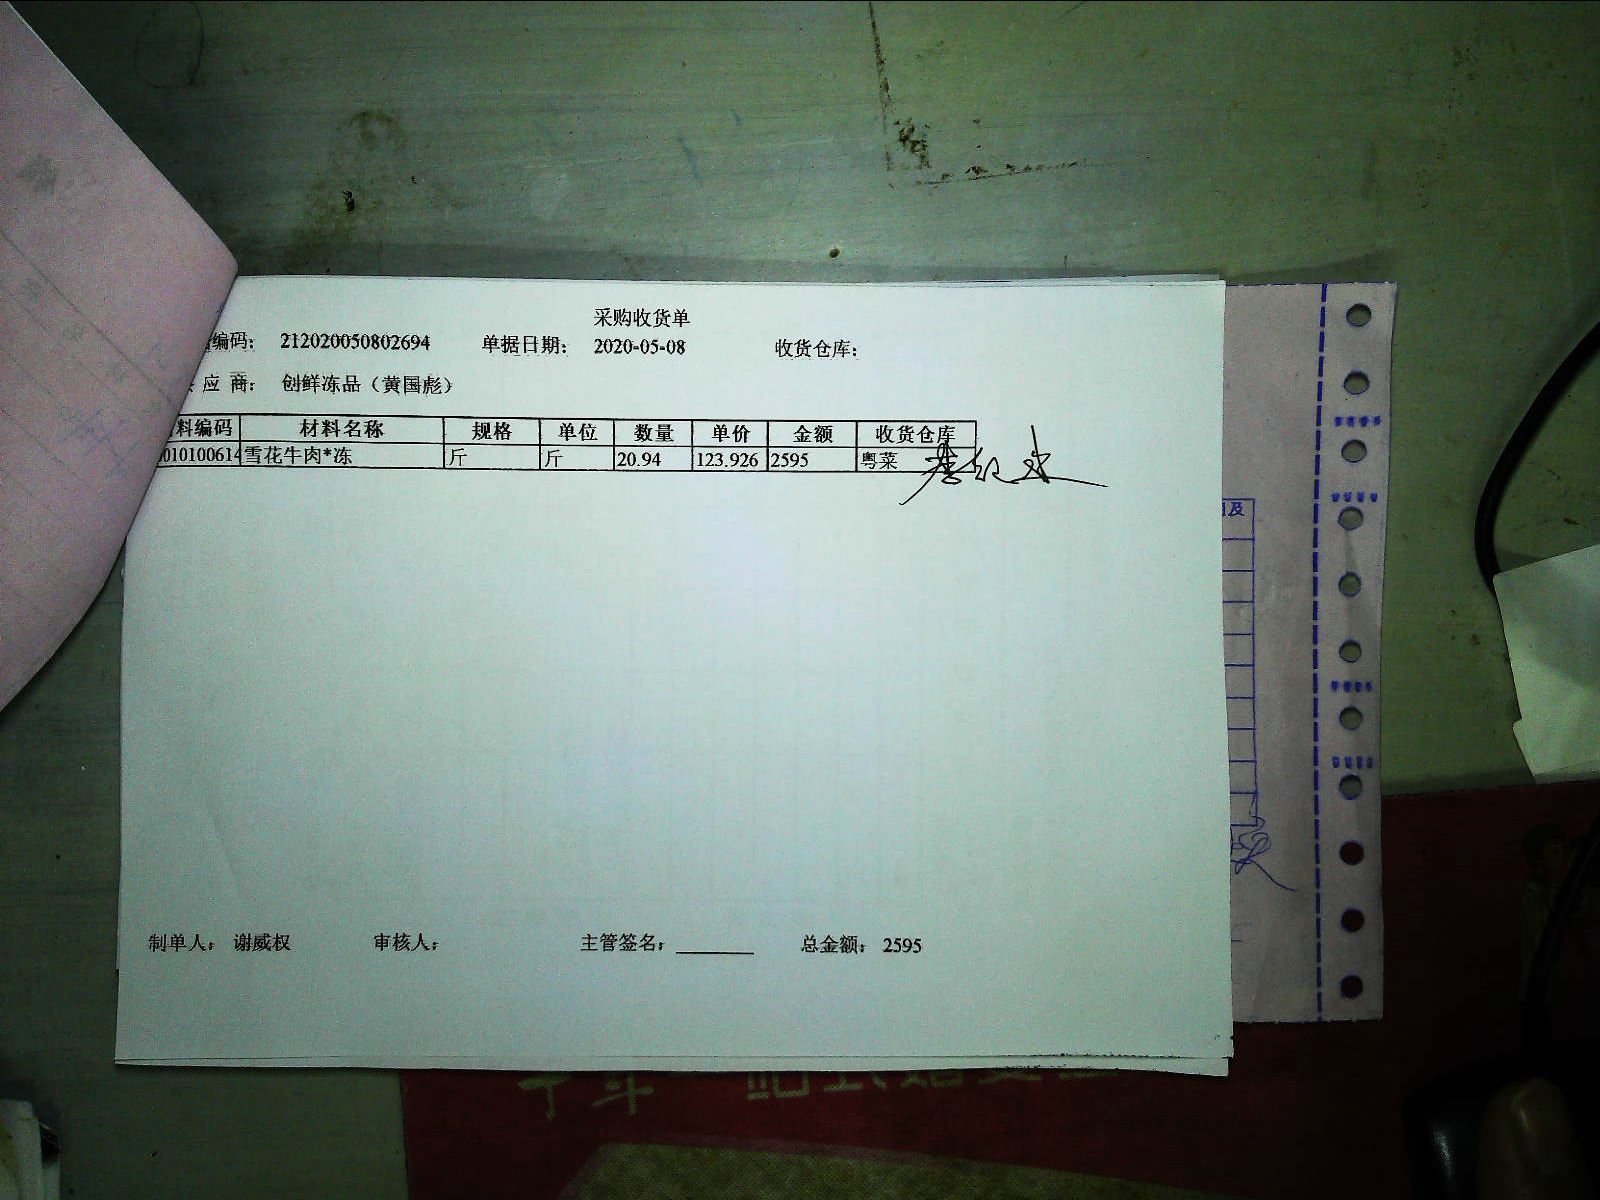 采购收货单
编码： 212020050802694 单据日期： 2020-05-08 收货仓库：
应 商： 创鲜冻品（黄国彪）
料编码 材料名称 规格 单位 数量 单价 金额 收货仓库
010100614 雪花牛肉*冻 斤 斤 20.94 123.926 2595 粤菜
制单人： 谢威权 审核人： 主管签名： 总金额： 2595
及